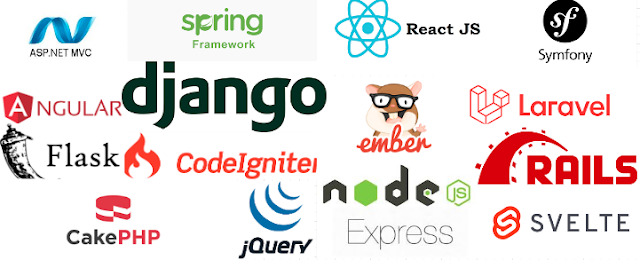 ASP.NET MVC
spring
Framework
React JS
sf
Symfony
ANGULAR
django
ember
Laravel
Flask
CodeIgniter
RAILS
CakePHP
jQuery
node
JS
Express
SVELTE